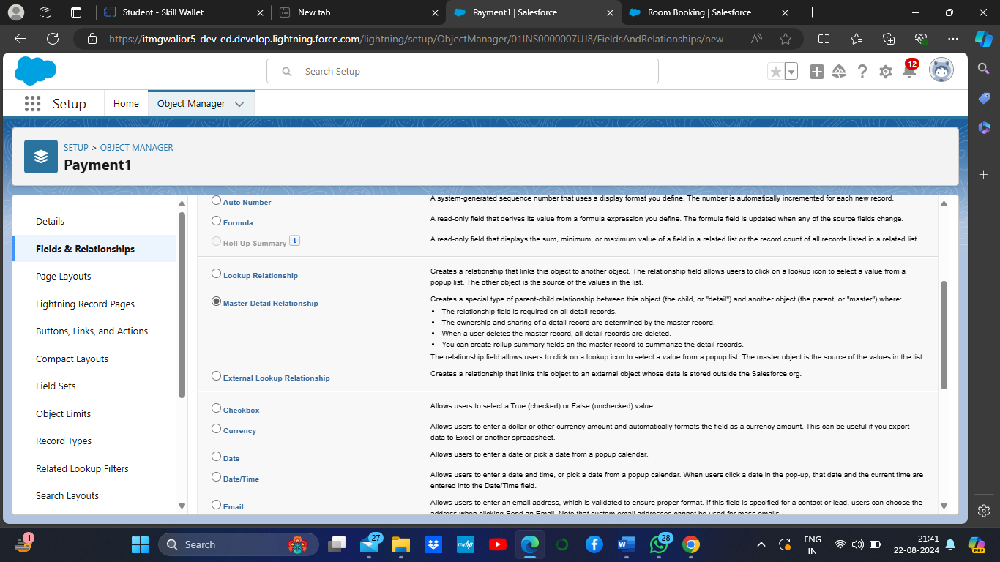 Student - Skill Wallet
New tab
Payment1 | Salesforce
Room Booking | Salesforce
https://itmgwalior5-dev-ed.develop.lightning.force.com/lightning/setup/ObjectManager/01INS0000007UJ8/FieldsAndRelationships/new
Search Setup
12
Setup
Home
Object Manager
SETUP > OBJECT MANAGER
Payment1
Details
Fields & Relationships
Page Layouts
Lightning Record Pages
Buttons, Links, and Actions
Compact Layouts
Field Sets
Object Limits
Record Types
Related Lookup Filters
Search Layouts
Auto Number
A system-generated sequence number that uses a display format you define. The number is automatically incremented for each new record.
Formula
A read-only field that derives its value from a formula expression you define. The formula field is updated when any of the source fields change.
Roll-Up Summary i
A read-only field that displays the sum, minimum, or maximum value of a field in a related list or the record count of all records listed in a related list.
Lookup Relationship
Creates a relationship that links this object to another object. The relationship field allows users to click on a lookup icon to select a value from a
popup list. The other object is the source of the values in the list.
Master-Detail Relationship
Creates a special type of parent-child relationship between this object (the child, or "detail") and another object (the parent, or "master") where:
• The relationship field is required on all detail records.
• The ownership and sharing of a detail record are determined by the master record.
• When a user deletes the master record, all detail records are deleted.
• You can create rollup summary fields on the master record to summarize the detail records.
The relationship field allows users to click on a lookup icon to select a value from a popup list. The master object is the source of the values in the list.
External Lookup Relationship
Creates a relationship that links this object to an external object whose data is stored outside the Salesforce org.
Checkbox
Allows users to select a True (checked) or False (unchecked) value.
Currency
Allows users to enter a dollar or other currency amount and automatically formats the field as a currency amount. This can be useful if you export
data to Excel or another spreadsheet.
Date
Allows users to enter a date or pick a date from a popup calendar.
Date/Time
Allows users to enter a date and time, or pick a date from a popup calendar. When users click a date in the pop-up, that date and the current time are
entered into the Date/Time field.
Email
Allows users to enter an email address, which is validated to ensure proper format. If this field is specified for a contact or lead, users can choose the
address when clicking Send an Email. Note that custom email addresses cannot be used for mass emails.
1
Search
27
myhp
W
28
ENG
IN
21:41
22-08-2024
PRE